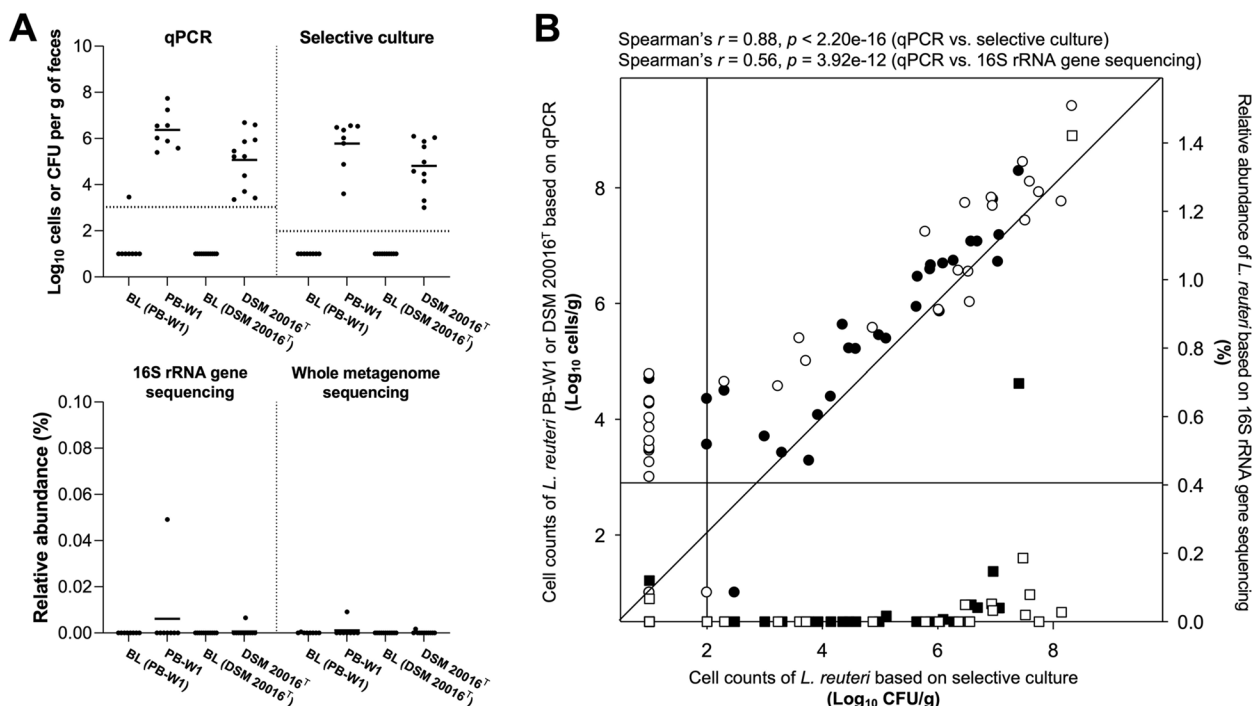 A
qPCR
Selective culture
Log10 cells or CFU per g of feces
10
8
6
4
2
0
BL (PB-W1)
PB-W1
BL (DSM 20016T)
DSM 20016T
BL (PB-W1)
PB-W1
BL (DSM 20016T)
DSM 20016T
16S rRNA gene
sequencing
Whole metagenome
sequencing
Relative abundance (%)
0.10
0.08
0.06
0.04
0.02
0.00
BL (PB-W1)
PB-W1
BL (DSM 20016T)
DSM 20016T
BL (PB-W1)
PB-W1
BL (DSM 20016T)
DSM 20016T
B
Spearman's r = 0.88, p < 2.20e-16 (qPCR vs. selective culture)
Spearman's r = 0.56, p = 3.92e-12 (qPCR vs. 16S rRNA gene sequencing)
Cell counts of L. reuteri PB-W1 or DSM 20016T based on qPCR
(Log10 cells/g)
8
6
4
2
1.4
1.2
1.0
0.8
0.6
0.4
0.2
0.0
Relative abundance of L. reuteri based on 16S rRNA gene sequencing
(%)
2
4
6
8
Cell counts of L. reuteri based on selective culture
(Log10 CFU/g)